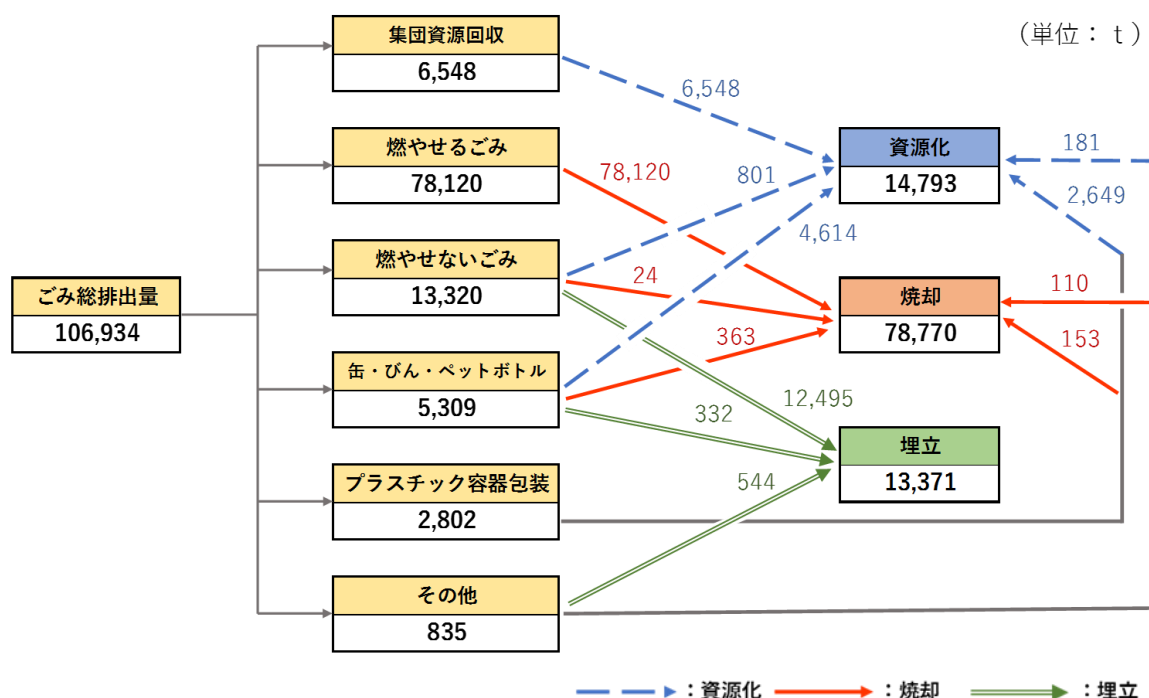 （単位：ｔ）
集団資源回収
6,548
6,548
燃やせるごみ
78,120
78,120
801
資源化
14,793
181
2,649
4,614
燃やせないごみ
13,320
24
ごみ総排出量
106,934
焼却
78,770
110
153
363
缶・びん・ペットボトル
5,309
332
12,495
埋立
13,371
プラスチック容器包装
2,802
544
その他
835
：資源化
：焼却
：埋立